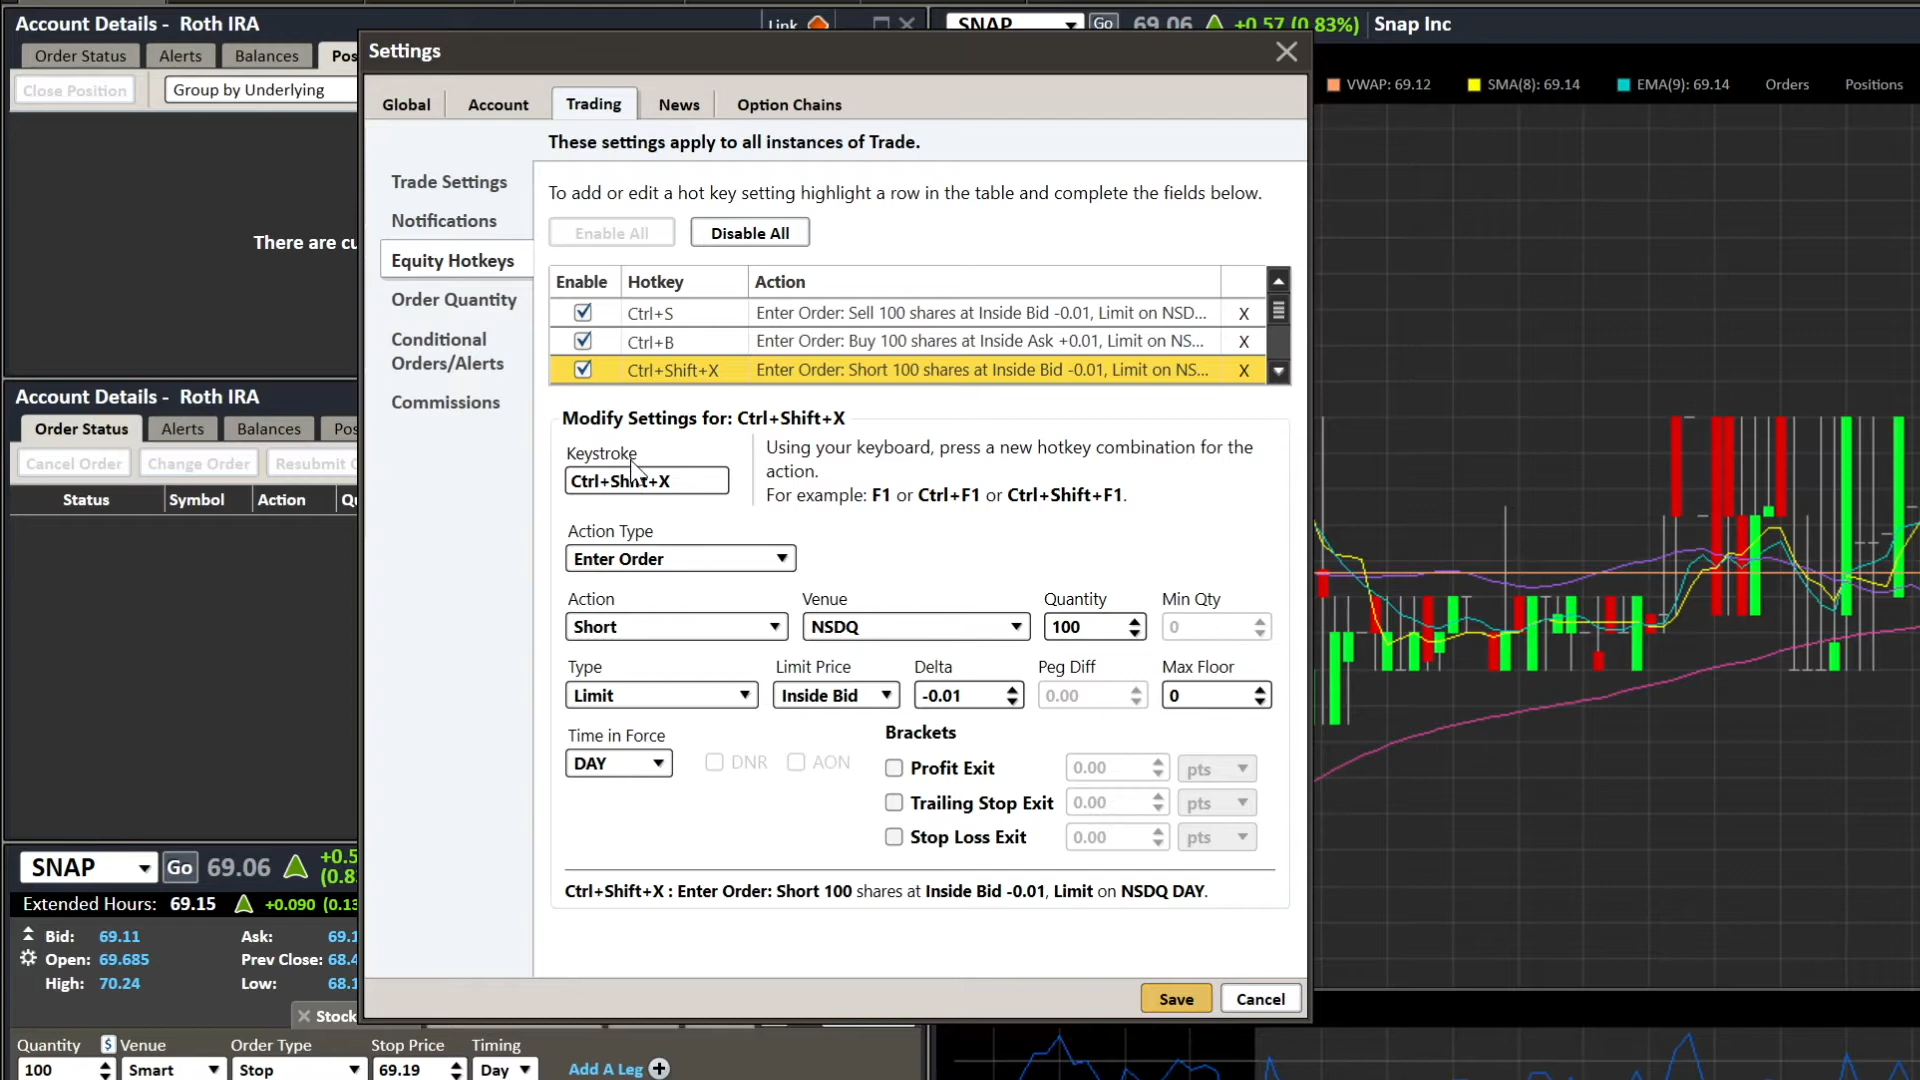 Account Details - Roth IRA
Link
Order Status
Alerts
Balances
Close Position
Group by Underlying
SNAP
Go
69.06
+0.57 (0.83%)
Snap Inc
VWAP: 69.12
SMA(8): 69.14
EMA(9): 69.14
Orders
Positions
Settings
Global
Account
Trading
News
Option Chains
These settings apply to all instances of Trade.
Trade Settings
Notifications
Equity Hotkeys
Order Quantity
Conditional
Orders/Alerts
Commissions
To add or edit a hot key setting highlight a row in the table and complete the fields below.
Enable All
Disable All
Enable
Hotkey
Action
Ctrl+S
Enter Order: Sell 100 shares at Inside Bid -0.01, Limit on NSD...
X
Ctrl+B
Enter Order: Buy 100 shares at Inside Ask +0.01, Limit on NS...
X
Ctrl+Shift+X
Enter Order: Short 100 shares at Inside Bid -0.01, Limit on NS...
X
Modify Settings for: Ctrl+Shift+X
Keystroke
Ctrl+Shift+X
Using your keyboard, press a new hotkey combination for the
action.
For example: F1 or Ctrl+F1 or Ctrl+Shift+F1.
Action Type
Enter Order
Action
Venue
Quantity
Min Qty
Short
NSDQ
100
0
Type
Limit Price
Delta
Peg Diff
Max Floor
Limit
Inside Bid
-0.01
0.00
0
Time in Force
DAY
DNR
AON
Brackets
Profit Exit
0.00
pts
Trailing Stop Exit
0.00
pts
Stop Loss Exit
0.00
pts
Ctrl+Shift+X : Enter Order: Short 100 shares at Inside Bid -0.01, Limit on NSDQ DAY.
Save
Cancel
There are cu
Account Details - Roth IRA
Order Status
Alerts
Balances
Pos
Cancel Order
Change Order
Resubmit
Status
Symbol
Action
SNAP
Go
69.06
Extended Hours: 69.15
+0.090
Bid: 69.11
Ask:
Open: 69.685
Prev Close:
High: 70.24
Low:
Stock
Quantity
$
Venue
Order Type
Stop Price
Timing
100
Smart
Stop
69.19
Day
Add A Leg